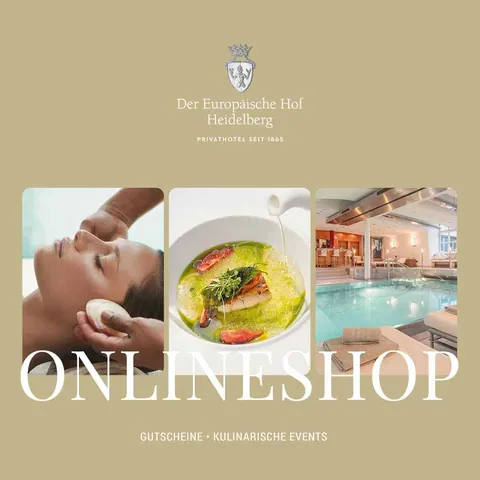 Der Europäische Hof
Heidelberg
PRIVATHOTEL SEIT 1865
ONLINESHOP
GUTSCHEINE • KULINARISCHE EVENTS